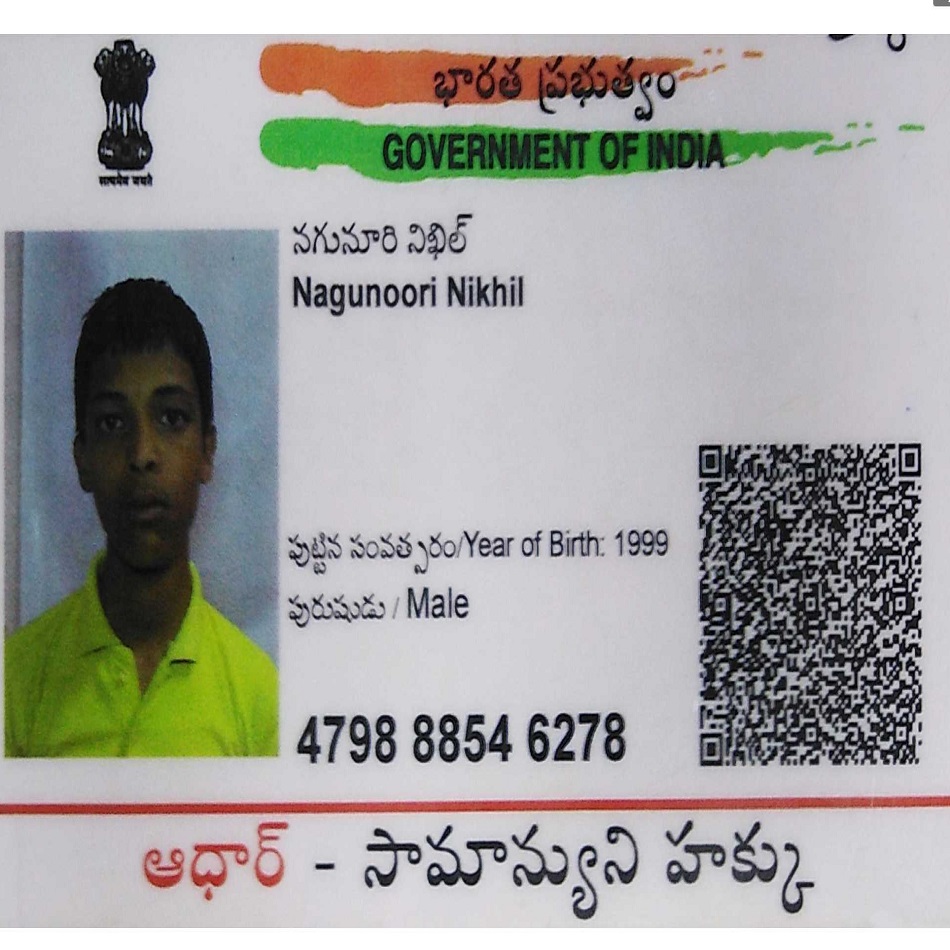 భారత ప్రభుత్వం
GOVERNMENT OF INDIA
सत्यमेव जयते
నగునూరి నిఖిల్
Nagunoori Nikhil
పుట్టిన సంవత్సరం/Year of Birth: 1999
పురుషుడు / Male
4798 8854 6278
ఆధార్ - సామాన్యుని హక్కు